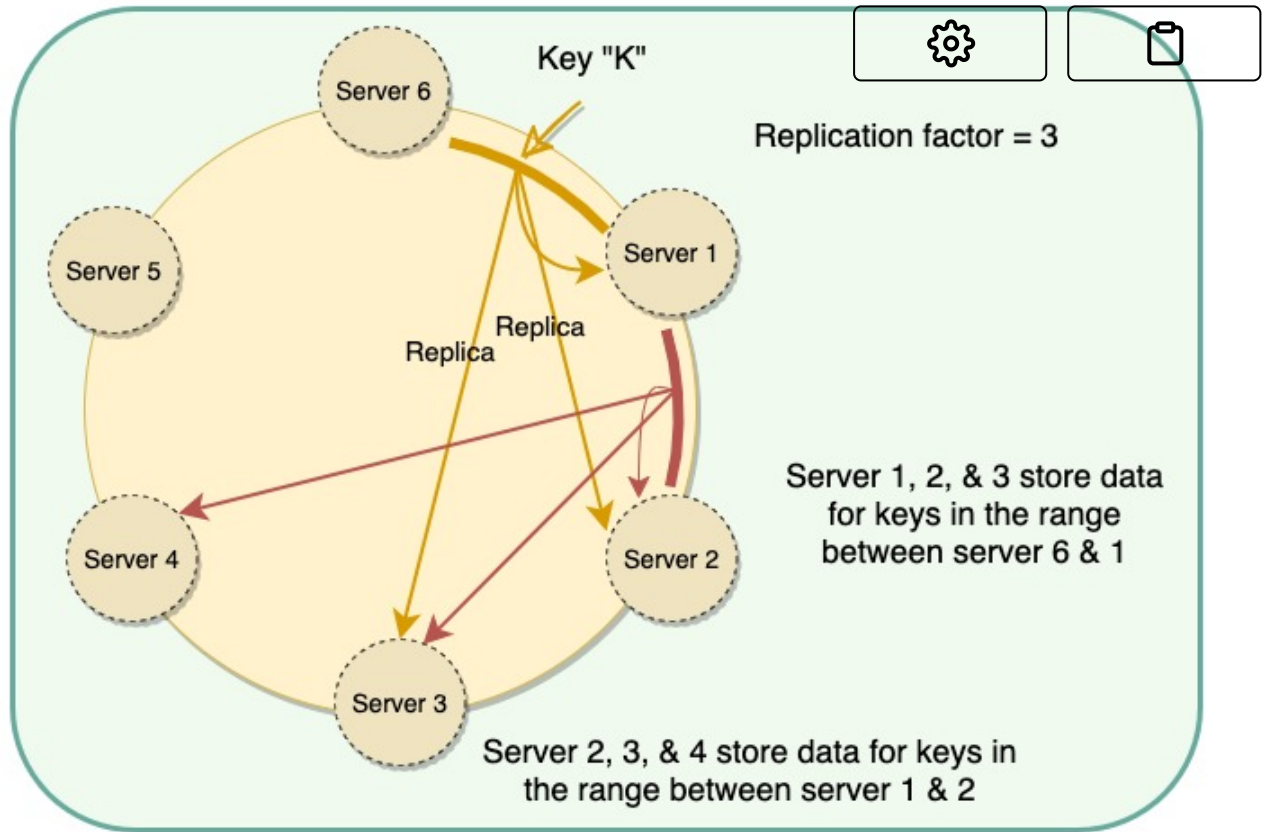 Key "K"
Server 6
Replication factor = 3
Server 1
Server 5
Replica
Replica
Server 1, 2, & 3 store data
for keys in the range
between server 6 & 1
Server 4
Server 2
Server 3
Server 2, 3, & 4 store data for keys in
the range between server 1 & 2